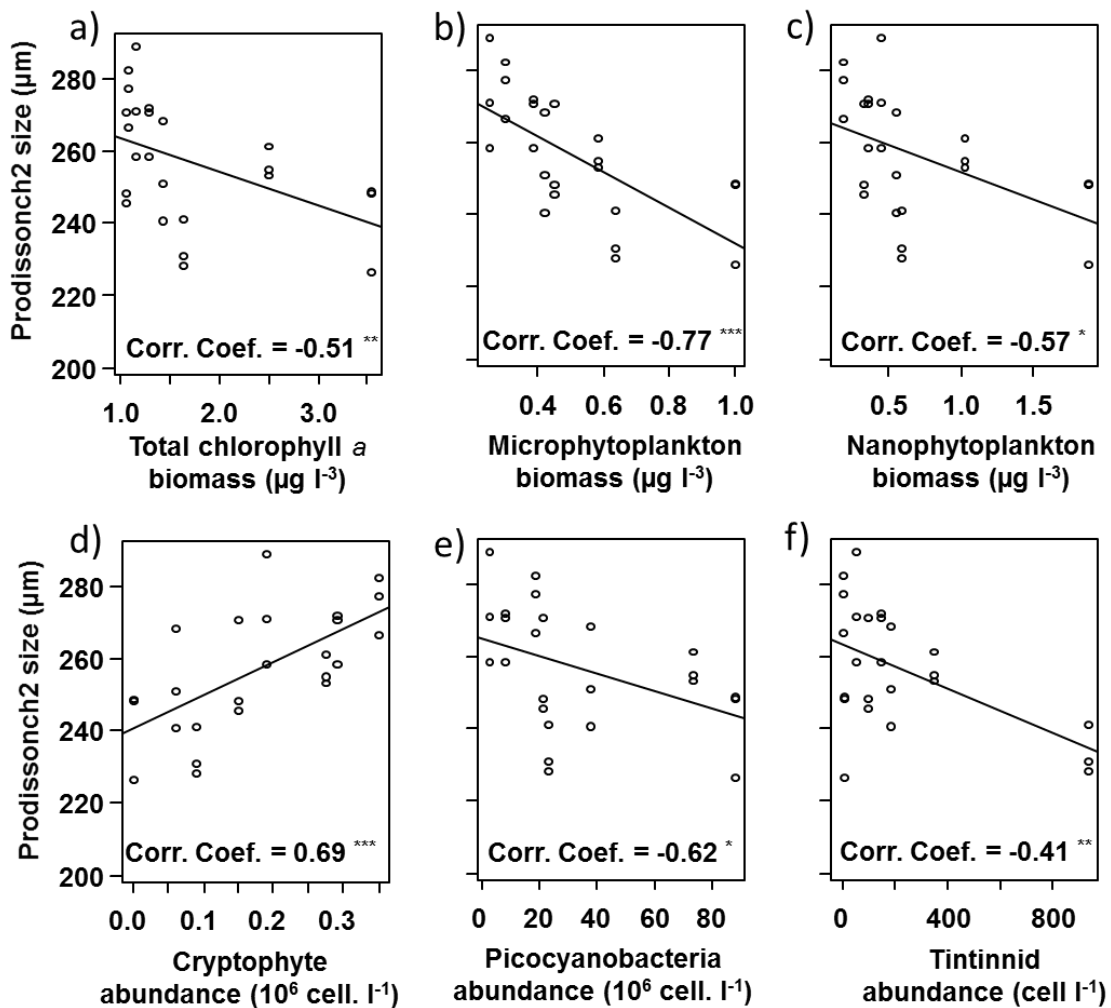 a)
b)
c)
Prodissonch2 size (µm)
280
260
240
220
200
Corr. Coef. = -0.51 **
Corr. Coef. = -0.77 ***
Corr. Coef. = -0.57 *
1.0 2.0 3.0
0.4 0.6 0.8 1.0
0.5 1.0 1.5
Total chlorophyll a
biomass (µg l-3)
Microphytoplankton
biomass (µg l-3)
Nanophytoplankton
biomass (µg l-3)
d)
e)
f)
Prodissonch2 size (µm)
280
260
240
220
200
Corr. Coef. = 0.69 ***
Corr. Coef. = -0.62 *
Corr. Coef. = -0.41 **
0.0 0.1 0.2 0.3
0 20 40 60 80
0 400 800
Cryptophyte
abundance (10⁶ cell. l⁻¹)
Picocyanobacteria
abundance (10⁶ cell. l⁻¹)
Tintinnid
abundance (cell l⁻¹)